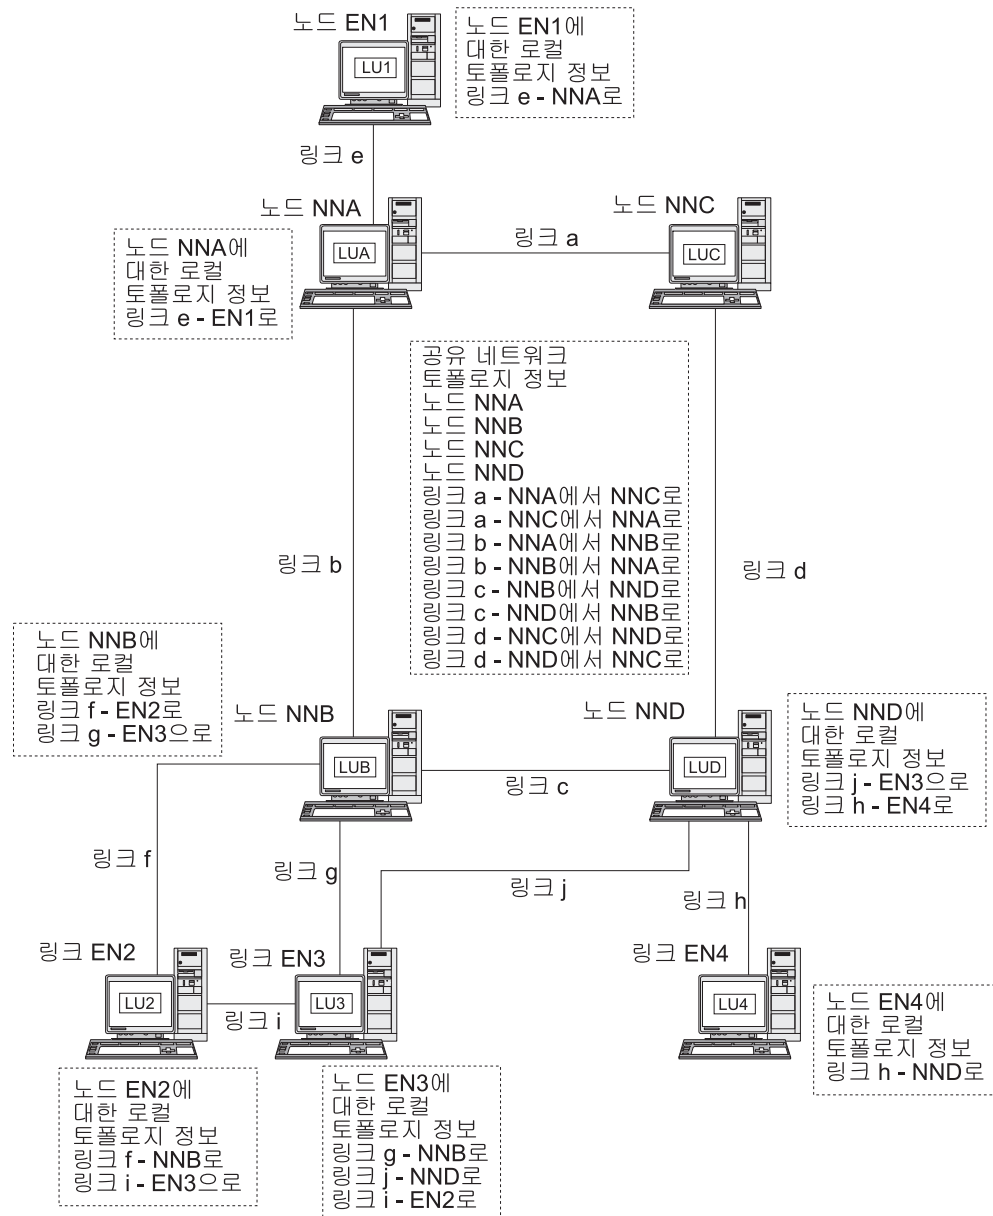 노드 EN1
LU1
노드 EN1에
대한 로컬
토폴로지 정보
링크 e - NNA로
링크 e
노드 NNA
노드 NNC
LUA
링크 a
LUC
노드 NNA에
대한 로컬
토폴로지 정보
링크 e - EN1로
공유 네트워크
토폴로지 정보
노드 NNA
노드 NNB
노드 NNC
노드 NND
링크 a - NNA에서 NNC로
링크 a - NNC에서 NNA로
링크 b - NNA에서 NNB로
링크 b - NNB에서 NNA로
링크 c - NNB에서 NND로
링크 c - NND에서 NNB로
링크 d - NNC에서 NND로
링크 d - NND에서 NNC로
링크 b
링크 d
노드 NNB에
대한 로컬
토폴로지 정보
링크 f - EN2로
링크 g - EN3으로
노드 NNB
노드 NND
LUB
링크 c
LUD
노드 NND에
대한 로컬
토폴로지 정보
링크 j - EN3으로
링크 h - EN4로
링크 f
링크 g
링크 j
링크 h
링크 EN2
링크 EN3
링크 EN4
LU2
링크 i
LU3
LU4
노드 EN4에
대한 로컬
토폴로지 정보
링크 h - NND로
노드 EN2에
대한 로컬
토폴로지 정보
링크 f - NNB로
링크 i - EN3으로
노드 EN3에
대한 로컬
토폴로지 정보
링크 g - NNB로
링크 j - NND로
링크 i - EN2로